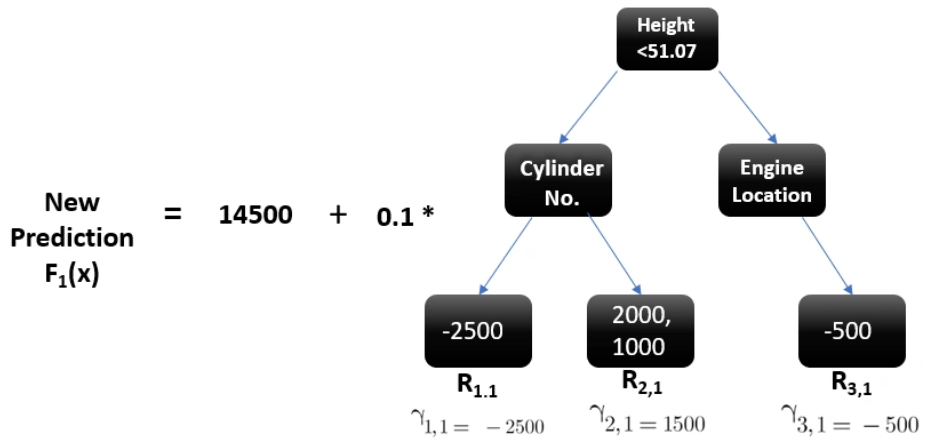 Height
<51.07
Cylinder
No.
Engine
Location
New
Prediction
F₁(x)
= 14500 + 0.1 *
-2500
2000,
1000
-500
R₁.₁
R₂,₁
R₃,₁
γ₁,₁ = − 2500
γ₂,₁ = 1500
γ₃,₁ = − 500